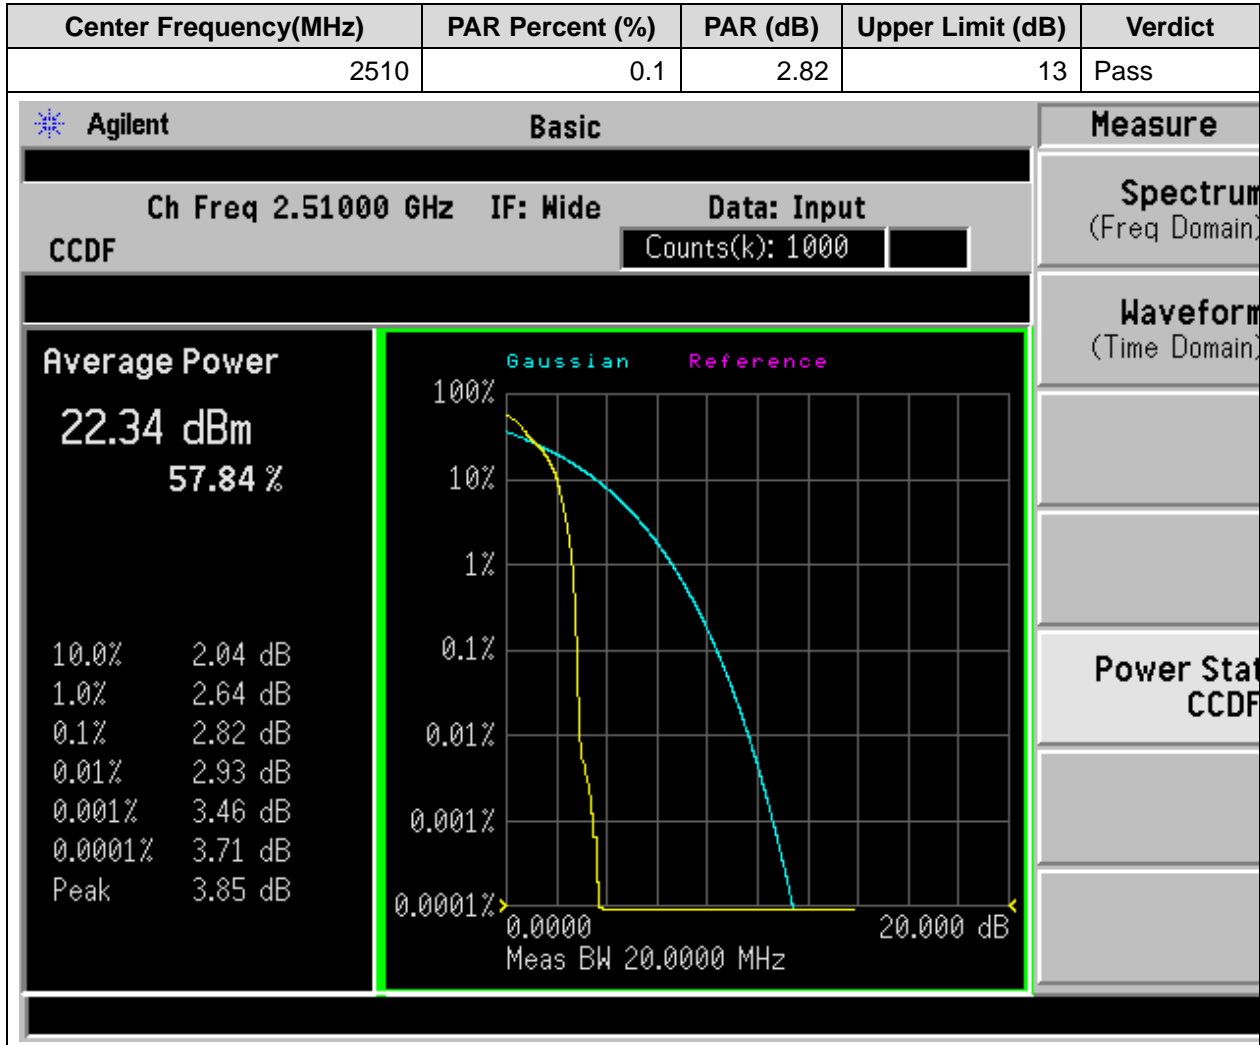 Center Frequency(MHz) PAR Percent (%) PAR (dB) Upper Limit (dB) Verdict
2510 0.1 2.82 13 Pass
Agilent Basic Measure
Ch Freq 2.51000 GHz IF: Wide Data: Input
CCDF Counts(k): 1000
Spectrum
(Freq Domain)
Waveform
(Time Domain)
Power Stat
CCDF
Average Power
22.34 dBm
57.84 %
10.0% 2.04 dB
1.0% 2.64 dB
0.1% 2.82 dB
0.01% 2.93 dB
0.001% 3.46 dB
0.0001% 3.71 dB
Peak 3.85 dB
Gaussian Reference
100%
10%
1%
0.1%
0.01%
0.001%
0.0001%
0.0000 20.000 dB
Meas BW 20.0000 MHz